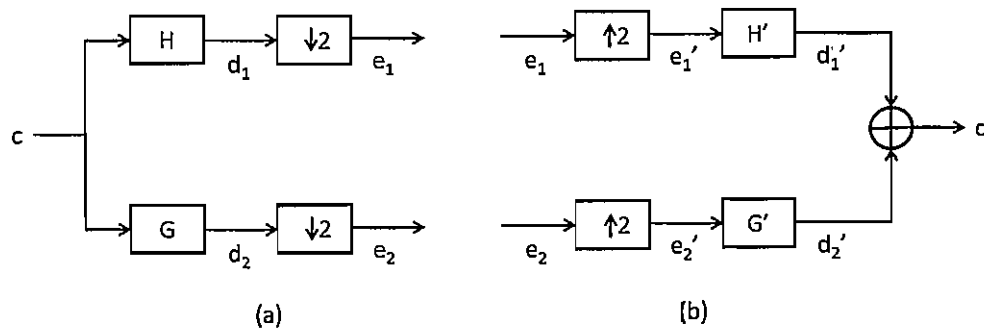 H
↓2
d₁
e₁
c
G
↓2
d₂
e₂
(a)
↑2
H'
e₁
e₁'
d₁'
c
↑2
G'
e₂
e₂'
d₂'
(b)